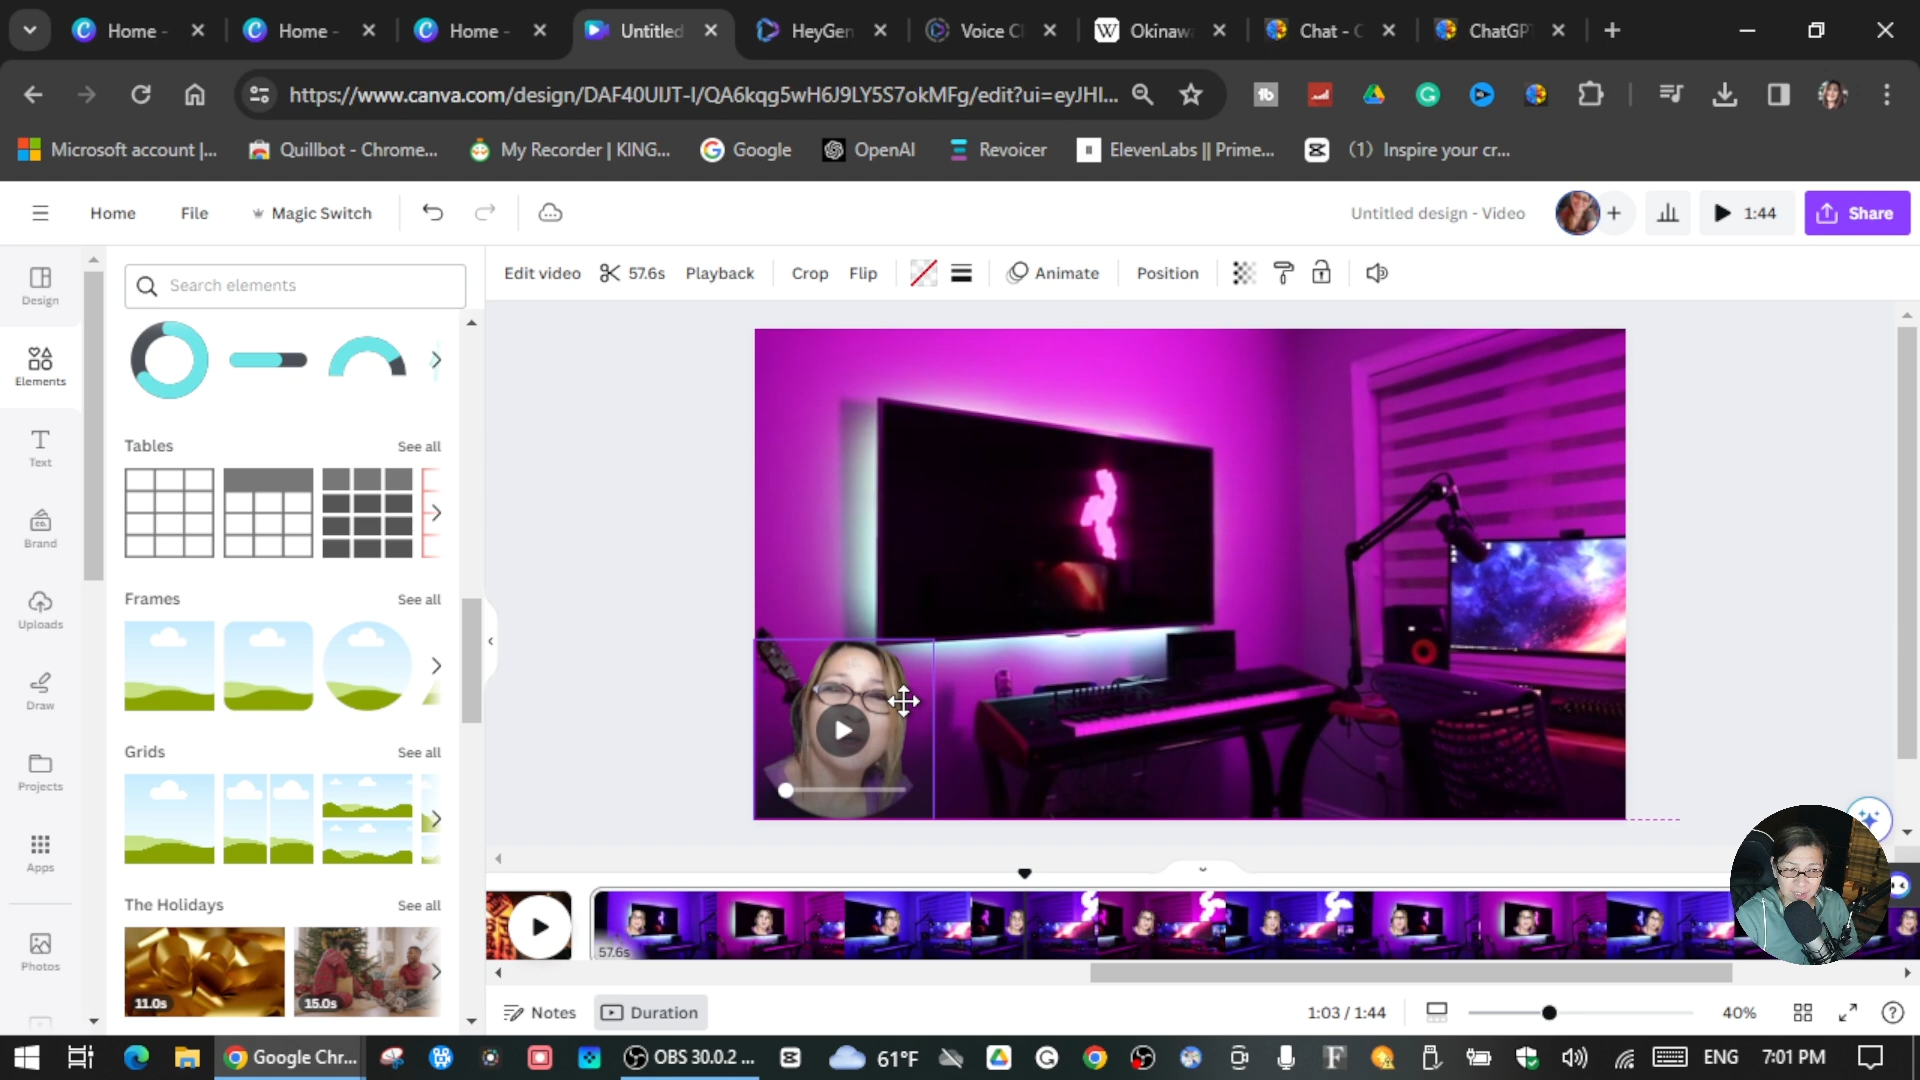 Home -
Home -
Home -
Untitled
HeyGen
Voice Cl
Okinaw
Chat - C
ChatGP
https://www.canva.com/design/DAF40UIJT-I/QA6kqg5wH6J9LY5S7okMFg/edit?ui=eyJHI...
Microsoft account |...
Quillbot - Chrome...
My Recorder | KING...
Google
OpenAI
Revoicer
ElevenLabs || Prime...
(1) Inspire your cr...
Home
File
Magic Switch
Untitled design - Video
1:44
Share
Search elements
Edit video
57.6s
Playback
Crop
Flip
Animate
Position
Design
Elements
Text
Brand
Uploads
Draw
Projects
Apps
Photos
Tables
See all
Frames
See all
Grids
See all
The Holidays
See all
11.0s
15.0s
57.6s
Notes
Duration
1:03 / 1:44
40%
Google Chr...
OBS 30.0.2 ...
61°F
ENG
7:01 PM